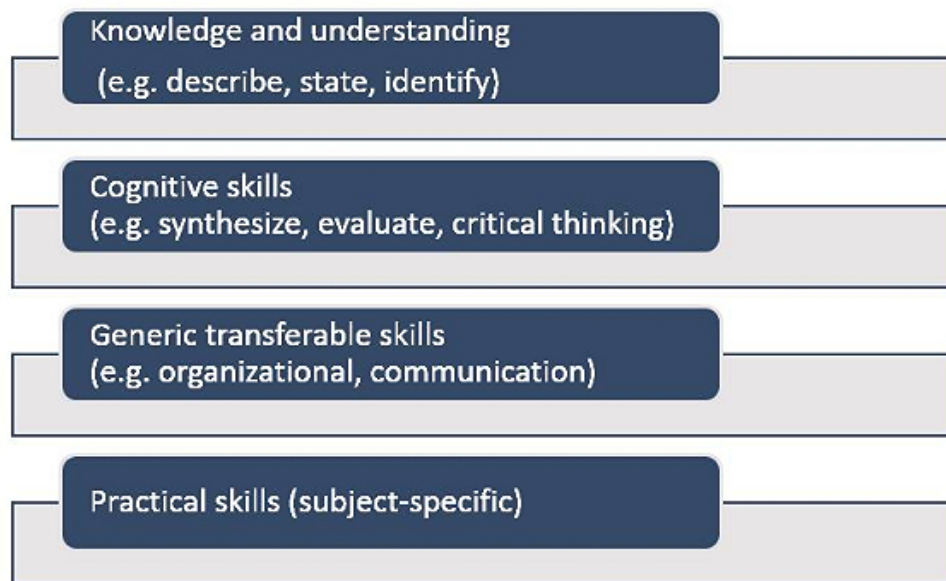 Knowledge and understanding
(e.g. describe, state, identify)
Cognitive skills
(e.g. synthesize, evaluate, critical thinking)
Generic transferable skills
(e.g. organizational, communication)
Practical skills (subject-specific)